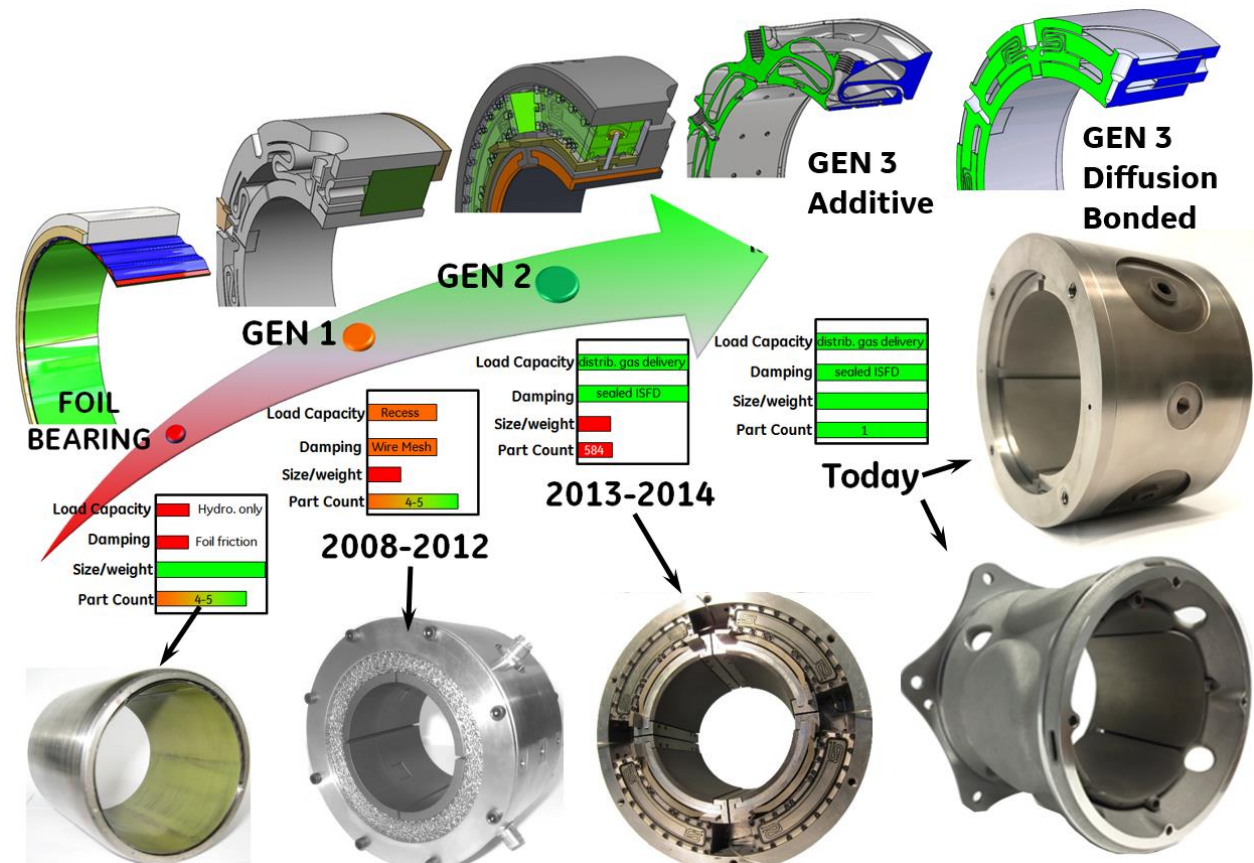 GEN 3
Additive
GEN 3
Diffusion
Bonded
GEN 2
GEN 1
FOIL
BEARING
Load Capacity Hydro. only
Damping Foil friction
Size/weight
Part Count 4-5
Load Capacity Recess
Damping Wire Mesh
Size/weight
Part Count 4-5
2008-2012
Load Capacity distrib. gas delivery
Damping sealed ISFD
Size/weight
Part Count 584
2013-2014
Load Capacity distrib. gas delivery
Damping sealed ISFD
Size/weight
Part Count 1
Today